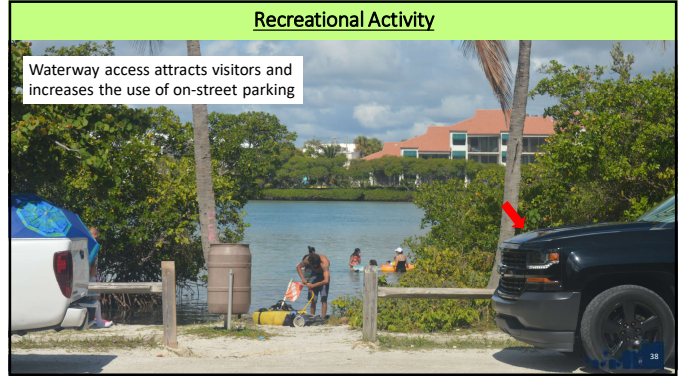 Recreational Activity
Waterway access attracts visitors and
increases the use of on-street parking
38